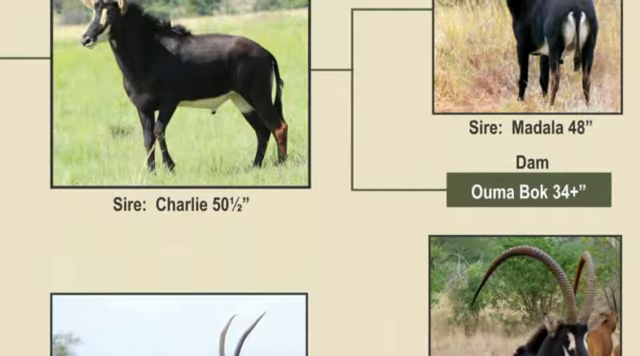 Sire: Madala 48”
Dam
Ouma Bok 34+”
Sire: Charlie 50½”